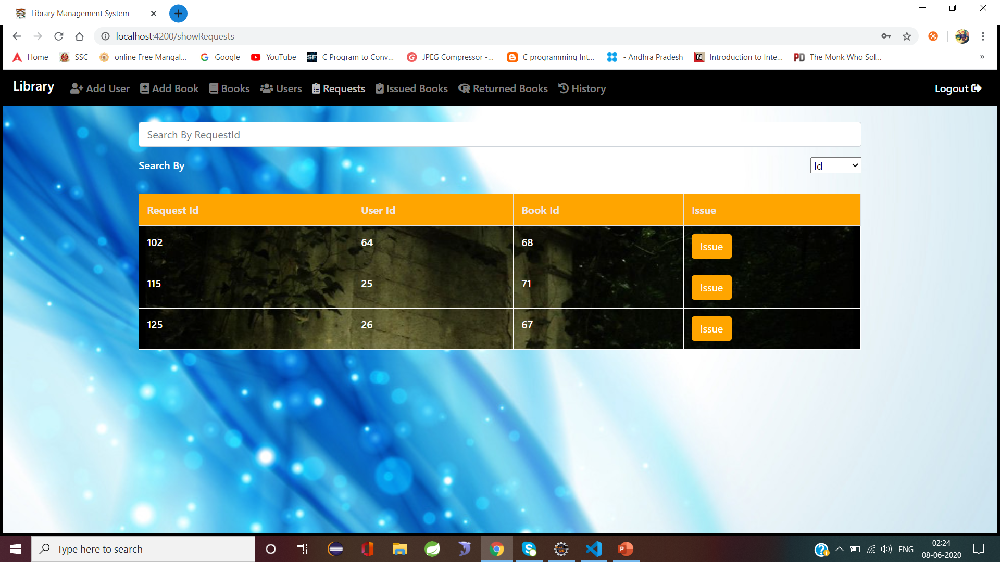 Library Management System
localhost:4200/showRequests
Home SSC online Free Mangal... Google YouTube SF C Program to Conv... G JPEG Compressor -... C programming Int... - Andhra Pradesh N Introduction to Inte... PD The Monk Who Sol... »
Library Add User Add Book Books Users Requests Issued Books Returned Books History Logout
Search By RequestId
Search By Id
Request Id User Id Book Id Issue
102 64 68 Issue
115 25 71 Issue
125 26 67 Issue
Type here to search ENG 02:24
08-06-2020